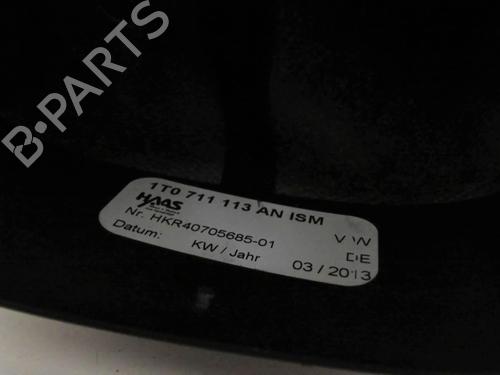 B-PARTS
1T0 711 113 AN ISM
HAAS
VW
Nr. HKR40705685-01
DE
Datum:
KW / Jahr
03 / 2013